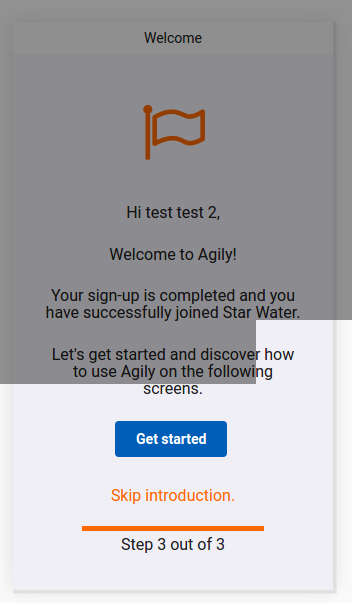 Welcome
Hi test test 2,
Welcome to Agily!
Your sign-up is completed and you
have successfully joined Star Water.
Let's get started and discover how
to use Agily on the following
screens.
Get started
Skip introduction.
Step 3 out of 3